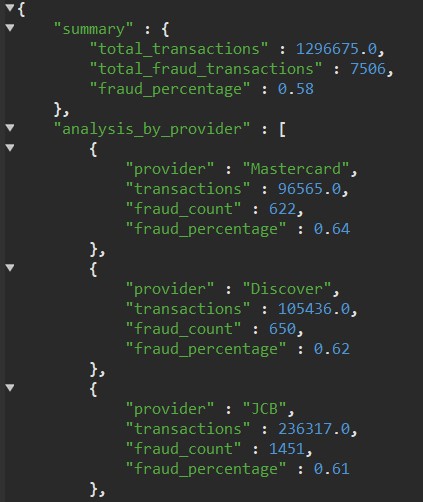 {
"summary" : {
"total_transactions" : 1296675.0,
"total_fraud_transactions" : 7506,
"fraud_percentage" : 0.58
},
"analysis_by_provider" : [
{
"provider" : "Mastercard",
"transactions" : 96565.0,
"fraud_count" : 622,
"fraud_percentage" : 0.64
},
{
"provider" : "Discover",
"transactions" : 105436.0,
"fraud_count" : 650,
"fraud_percentage" : 0.62
},
{
"provider" : "JCB",
"transactions" : 236317.0,
"fraud_count" : 1451,
"fraud_percentage" : 0.61
},